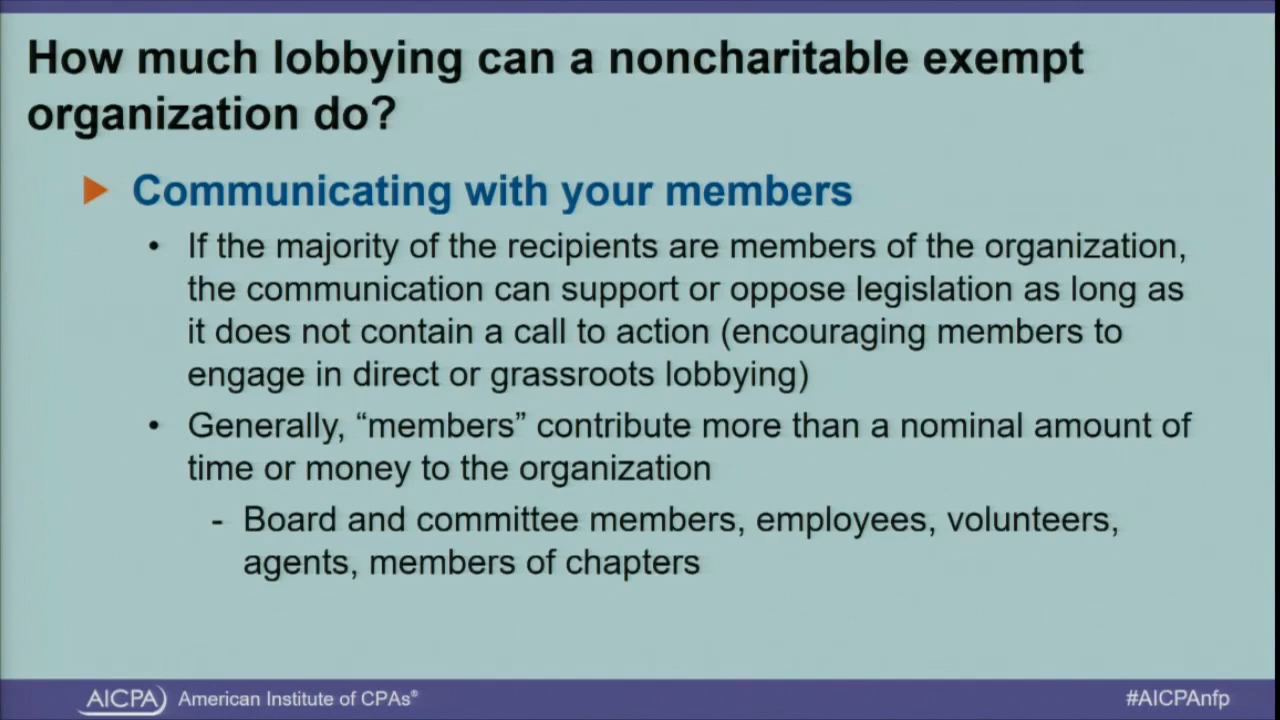 How much lobbying can a noncharitable exempt
organization do?
Communicating with your members
• If the majority of the recipients are members of the organization,
the communication can support or oppose legislation as long as
it does not contain a call to action (encouraging members to
engage in direct or grassroots lobbying)
• Generally, “members” contribute more than a nominal amount of
time or money to the organization
- Board and committee members, employees, volunteers,
agents, members of chapters
AICPA American Institute of CPAs® #AICPAnfp